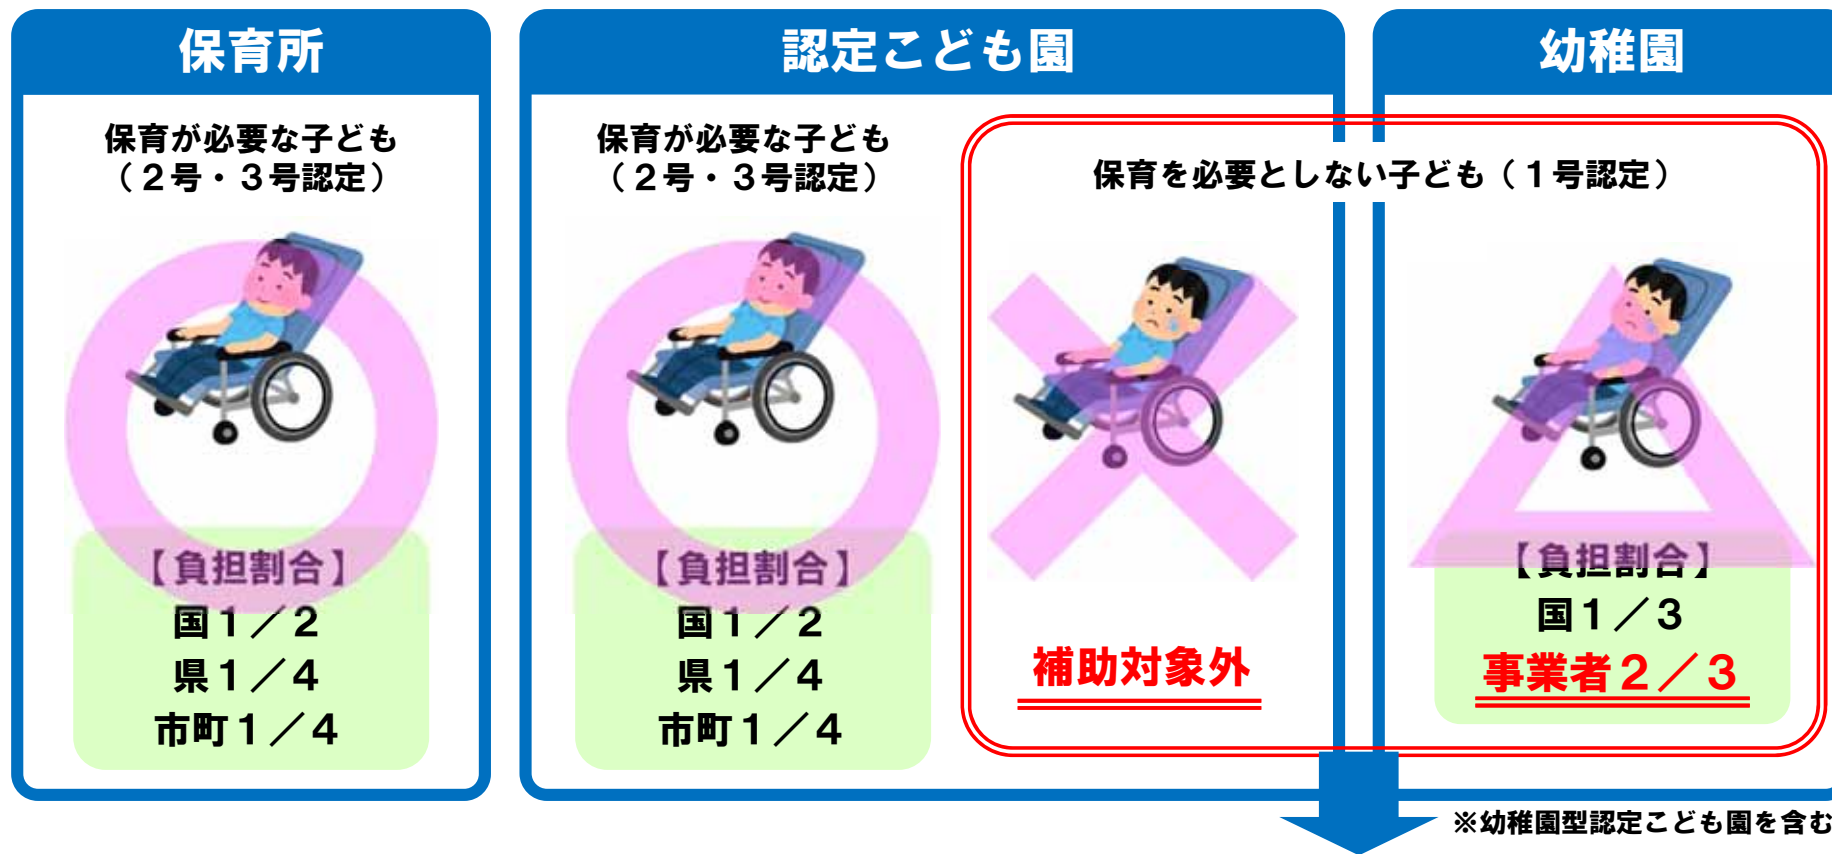 保育所
保育が必要な子ども
（２号・３号認定）
【負担割合】
国１／２
県１／４
市町１／４
認定こども園
保育が必要な子ども
（２号・３号認定）
【負担割合】
国１／２
県１／４
市町１／４
幼稚園
保育を必要としない子ども（１号認定）
補助対象外
【負担割合】
国１／３
事業者２／３
※幼稚園型認定こども園を含む